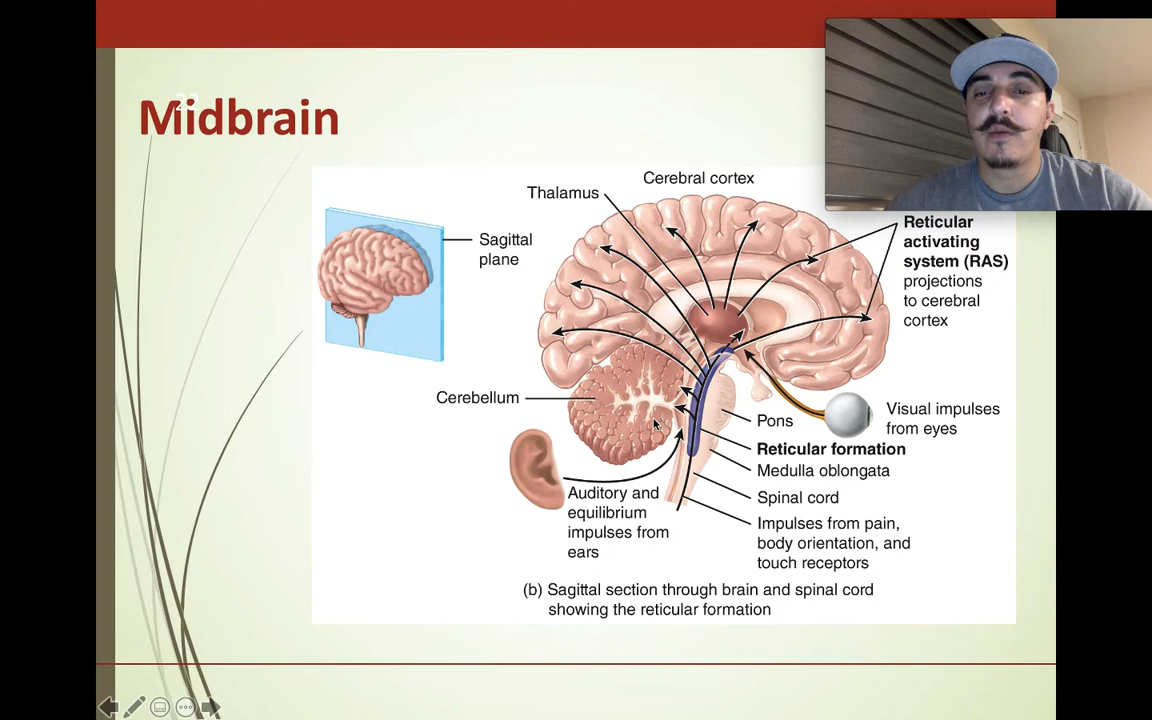 22
Midbrain
Cerebral cortex
Thalamus
Sagittal
plane
Reticular
activating
system (RAS)
projections
to cerebral
cortex
Cerebellum
Visual impulses
from eyes
Pons
Reticular formation
Medulla oblongata
Spinal cord
Auditory and
equilibrium
impulses from
ears
Impulses from pain,
body orientation, and
touch receptors
(b) Sagittal section through brain and spinal cord
showing the reticular formation